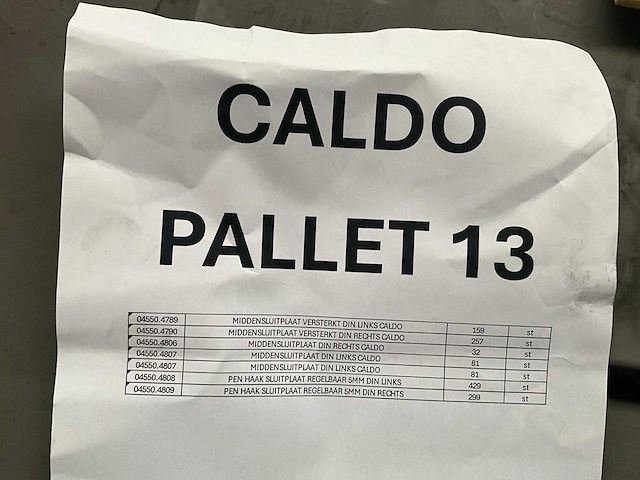 CALDO
PALLET 13
04550.4789 MIDDENSLUITPLAAT VERSTERKT DIN LINKS CALDO 159 st
04550.4790 MIDDENSLUITPLAAT VERSTERKT DIN RECHTS CALDO 257 st
04550.4806 MIDDENSLUITPLAAT DIN RECHTS CALDO 32 st
04550.4807 MIDDENSLUITPLAAT DIN LINKS CALDO 81 st
04550.4807 MIDDENSLUITPLAAT DIN LINKS CALDO 81 st
04550.4808 PEN HAAK SLUITPLAAT REGELBAAR 5MM DIN LINKS 429 st
04550.4809 PEN HAAK SLUITPLAAT REGELBAAR 5MM DIN RECHTS 299 st